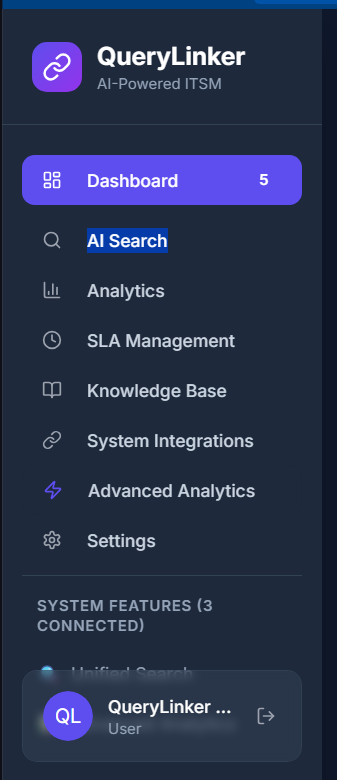 QueryLinker
AI-Powered ITSM
Dashboard 5
AI Search
Analytics
SLA Management
Knowledge Base
System Integrations
Advanced Analytics
Settings
SYSTEM FEATURES (3
CONNECTED)
Unified Search
QL
QueryLinker ...
User